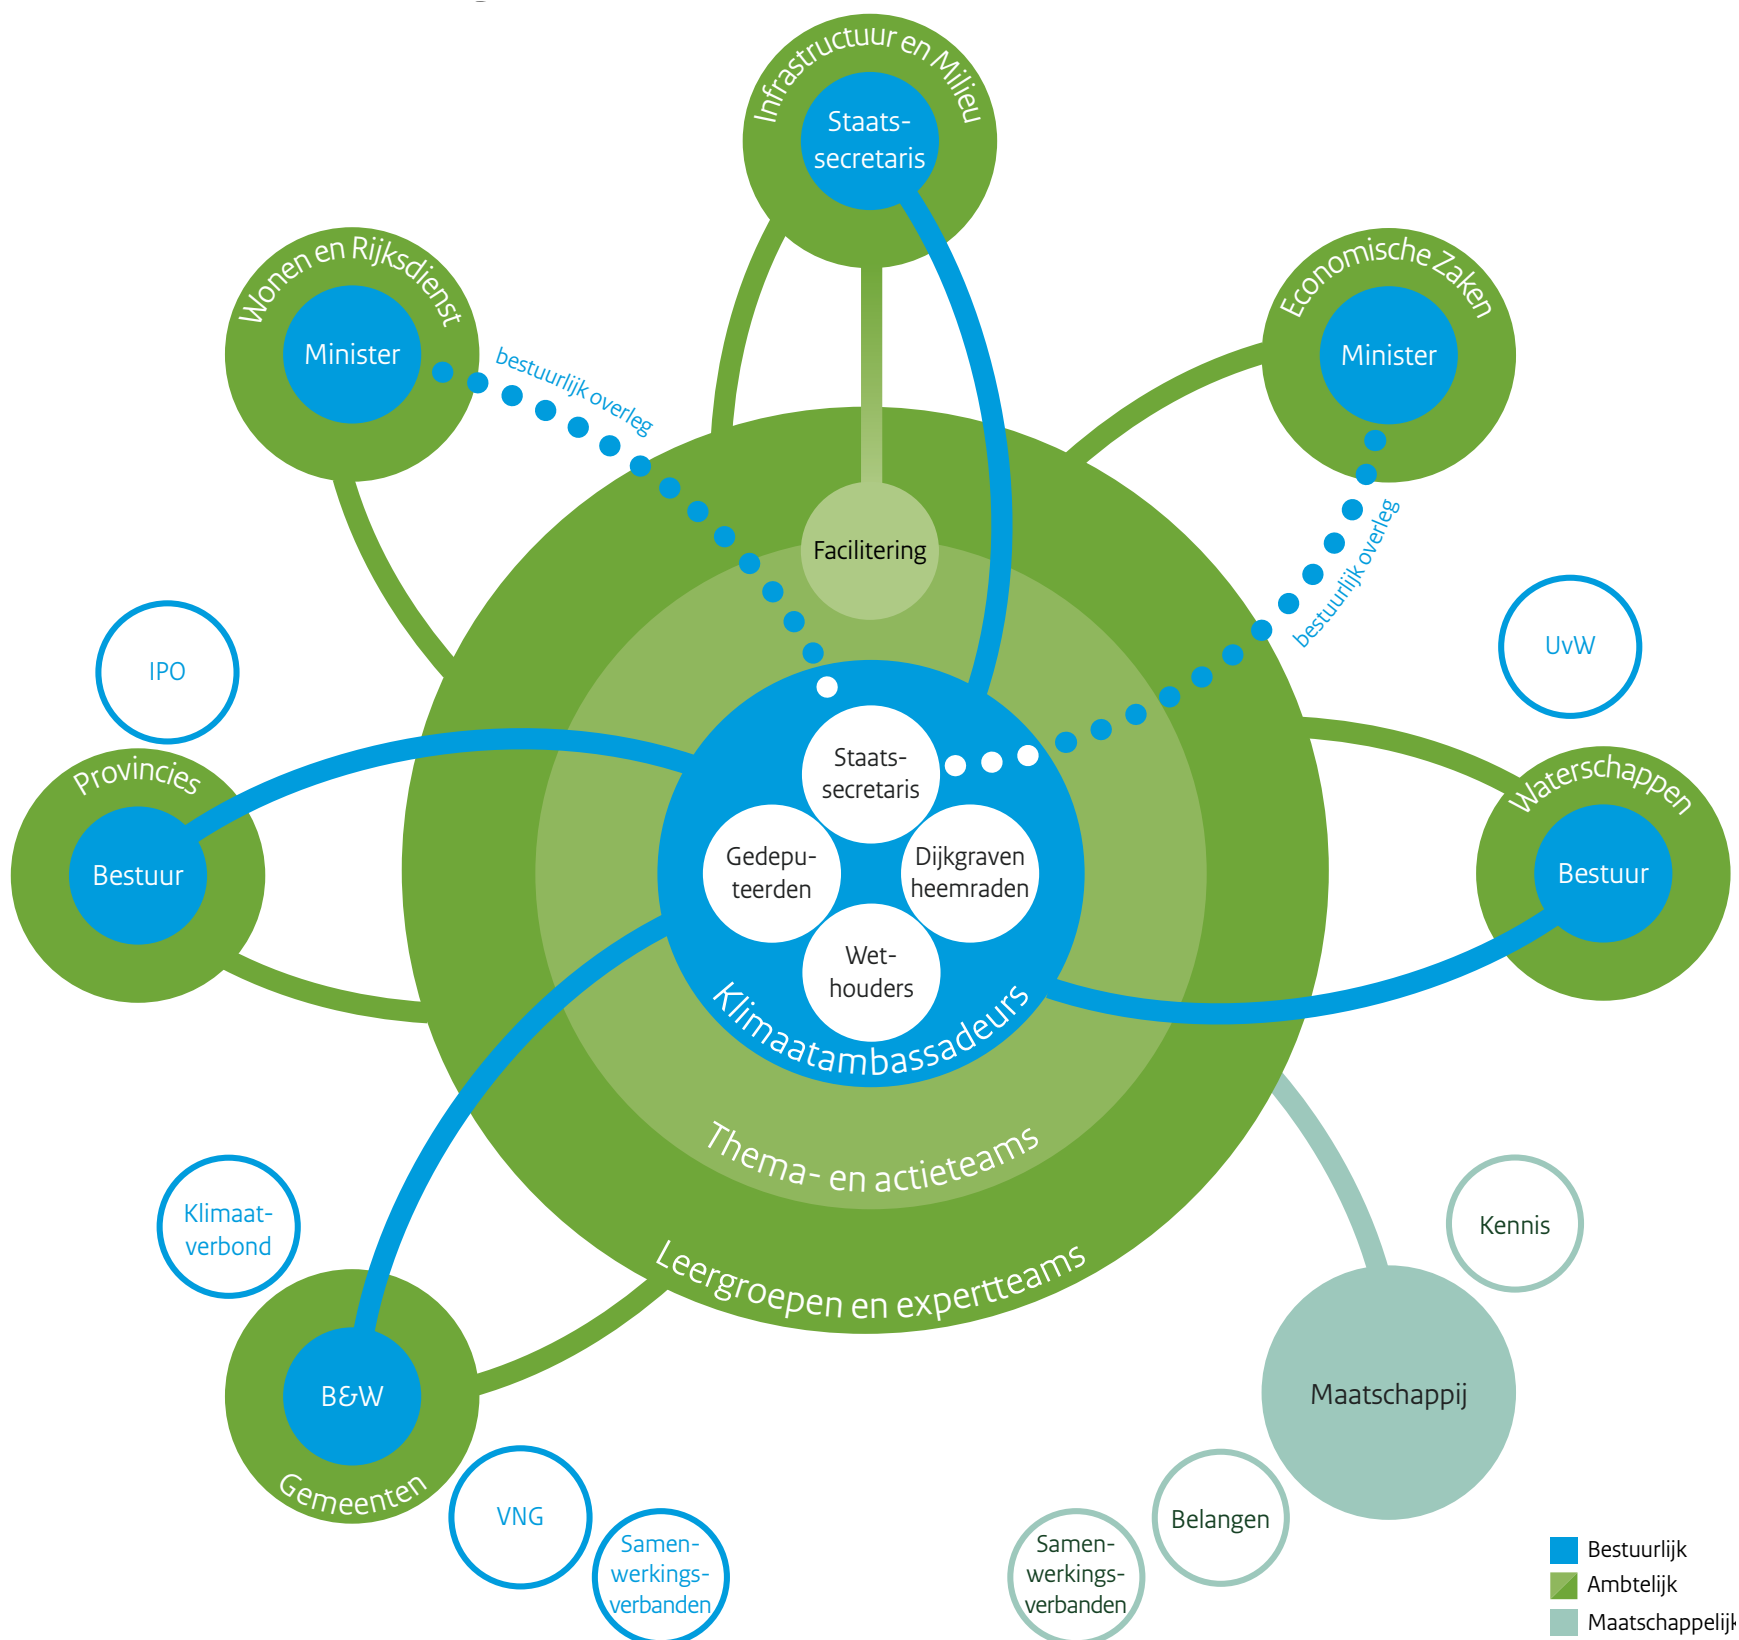 Infrastructuur en Milieu
Staats-
secretaris
Wonen en Rijksdienst
Minister
Economische Zaken
Minister
bestuurlijk overleg
bestuurlijk overleg
Facilitering
IPO
UvW
Provincies
Bestuur
Waterschappen
Bestuur
Staats-
secretaris
Gedepu-
teerden
Dijkgraven
heemraden
Wet-
houders
Klimaatambassadeurs
Thema- en actieteams
Leergroepen en expertteams
Klimaat-
verbond
B&W
Gemeenten
VNG
Samen-
werkings-
verbanden
Kennis
Maatschappij
Belangen
Samen-
werkings-
verbanden
Bestuurlijk
Ambtelijk
Maatschappelijk